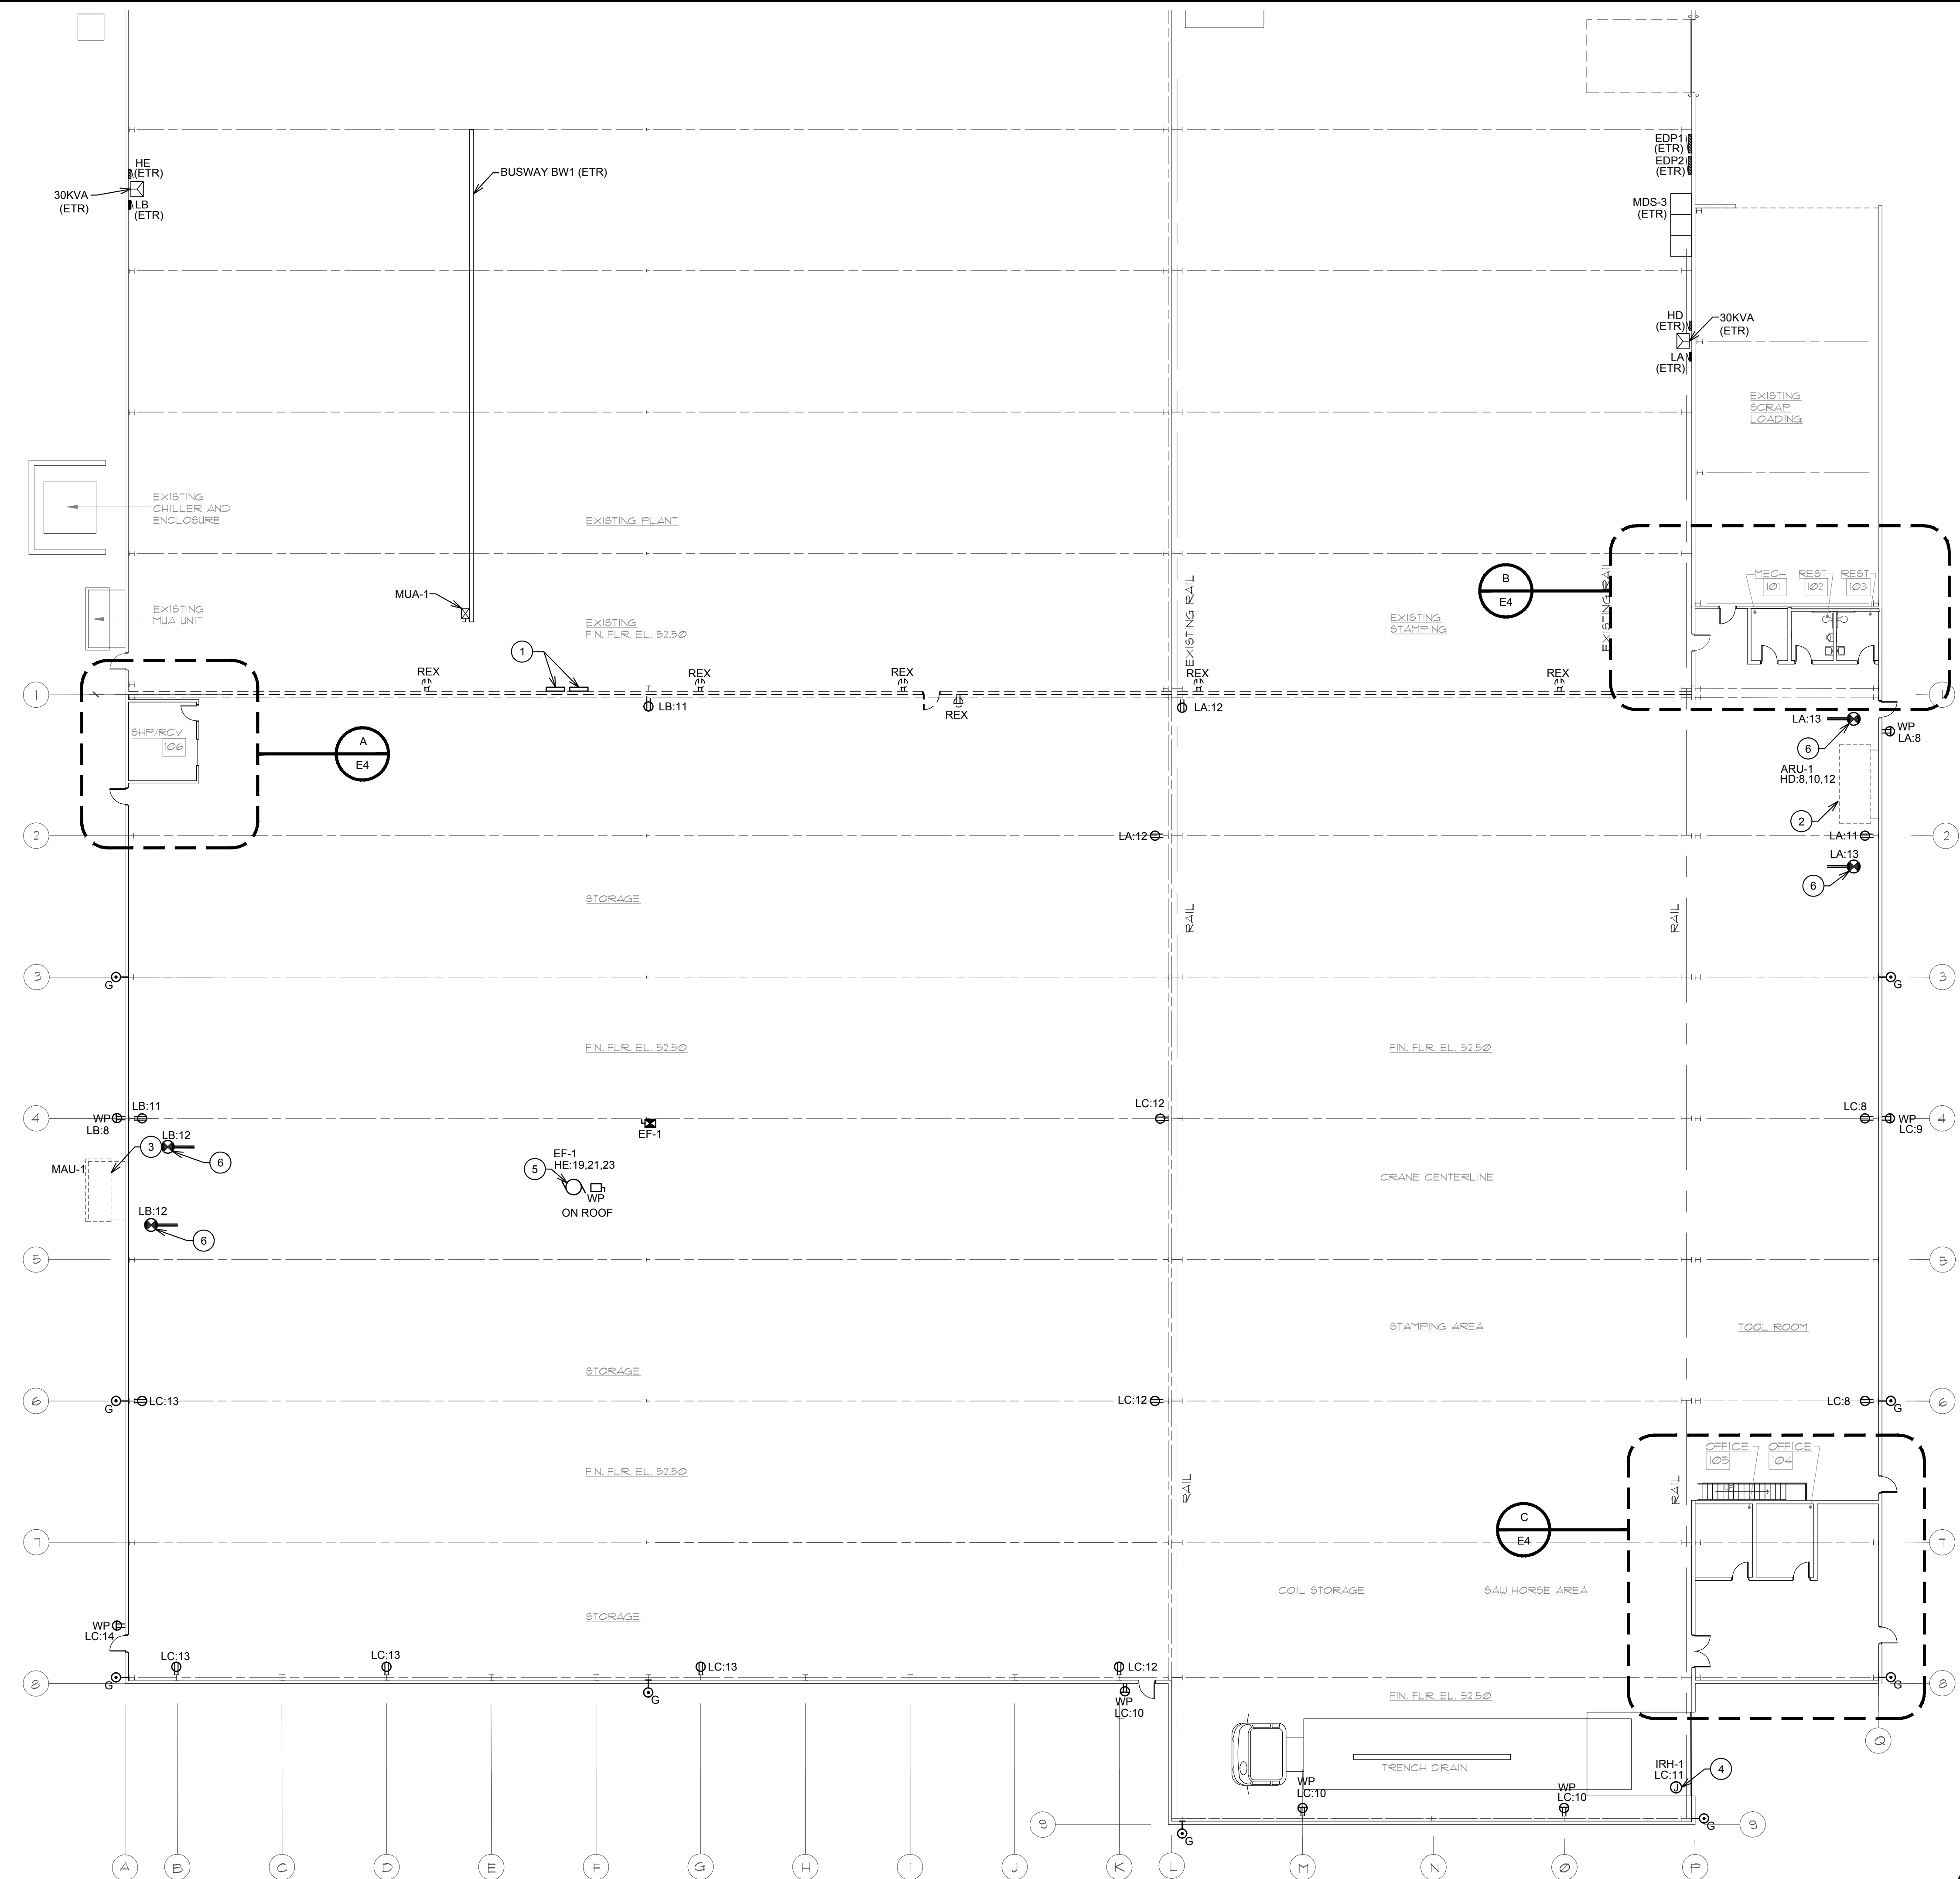 EDP1
(ETR)
EDP2
(ETR)
HE
(ETR)
BUSWAY BW1 (ETR)
30KVA
(ETR)
LB
(ETR)
MDS-3
(ETR)
HD
(ETR)
30KVA
(ETR)
LA
(ETR)
EXISTING
SCRAP
LOADING
EXISTING
CHILLER AND
ENCLOSURE
EXISTING PLANT
EXISTING
MUA UNIT
MUA-1
EXISTING
FIN. FLR. EL. 52.50
EXISTING RAIL
EXISTING
STAMPING
B
E4
EXISTING RAIL
MECH
101
REST
102
REST
103
1
REX
REX
REX
REX
REX
REX
1
1
LB:11
LA:12
SHP/RCV
106
A
E4
LA:13
6
WP
LA:8
ARU-1
HD:8,10,12
2
2
LA:12
LA:11
2
LA:13
6
STORAGE
RAIL
RAIL
3
G
G
3
FIN. FLR. EL. 52.50
FIN. FLR. EL. 52.50
4
WP
LB:8
LB:11
LC:12
LC:8
WP
LC:9
4
EF-1
LB:12
3
6
MAU-1
EF-1
HE:19,21,23
5
WP
ON ROOF
CRANE CENTERLINE
LB:12
6
5
5
STAMPING AREA
TOOL ROOM
STORAGE
6
G
LC:13
LC:12
LC:8
G
6
FIN. FLR. EL. 52.50
RAIL
RAIL
OFFICE
105
OFFICE
104
UP
C
E4
7
7
COIL STORAGE
SAW HORSE AREA
STORAGE
WP
LC:14
LC:13
LC:13
LC:13
LC:12
8
G
G
WP
LC:10
FIN. FLR. EL. 52.50
G
8
Q
TRENCH DRAIN
IRH-1
LC:11
J
4
WP
LC:10
WP
LC:10
9
G
G
9
A
B
C
D
E
F
G
H
I
J
K
L
M
N
O
P